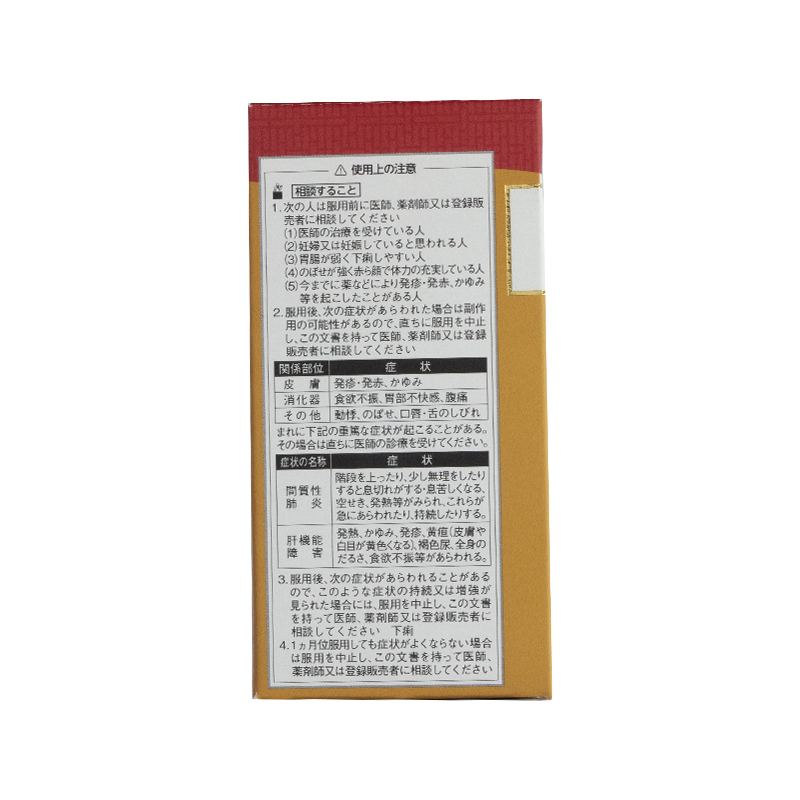 ⚠ 使用上の注意
相談すること
1.次の人は服用前に医師、薬剤師又は登録販
売者に相談してください
(1)医師の治療を受けている人
(2)妊婦又は妊娠していると思われる人
(3)胃腸が弱く下痢しやすい人
(4)のぼせが強く赤ら顔で体力の充実している人
(5)今までに薬などにより発疹・発赤、かゆみ
等を起こしたことがある人
2.服用後、次の症状があらわれた場合は副作
用の可能性があるので、直ちに服用を中止
し、この文書を持って医師、薬剤師又は登録
販売者に相談してください
関係部位 症状
皮膚 発疹・発赤、かゆみ
消化器 食欲不振、胃部不快感、腹痛
その他 動悸、のぼせ、口唇・舌のしびれ
まれに下記の重篤な症状が起こることがある。
その場合は直ちに医師の診療を受けてください。
症状の名称 症状
間質性
肺炎
階段を上ったり、少し無理をしたり
すると息切れがする・息苦しくなる、
空せき、発熱等がみられ、これらが
急にあらわれたり、持続したりする。
肝機能
障害
発熱、かゆみ、発疹、黄疸(皮膚や
白目が黄色くなる)、褐色尿、全身の
だるさ、食欲不振等があらわれる。
3.服用後、次の症状があらわれることがある
ので、このような症状の持続又は増強が
見られた場合には、服用を中止し、この文書
を持って医師、薬剤師又は登録販売者に
相談してください 下痢
4.1ヵ月位服用しても症状がよくならない場合
は服用を中止し、この文書を持って医師、
薬剤師又は登録販売者に相談してください